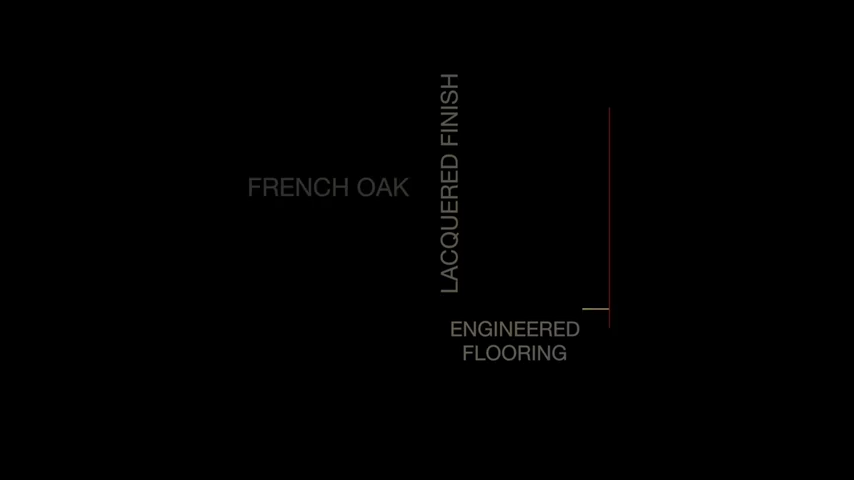 FRENCH OAK
LACQUERED FINISH
ENGINEERED
FLOORING